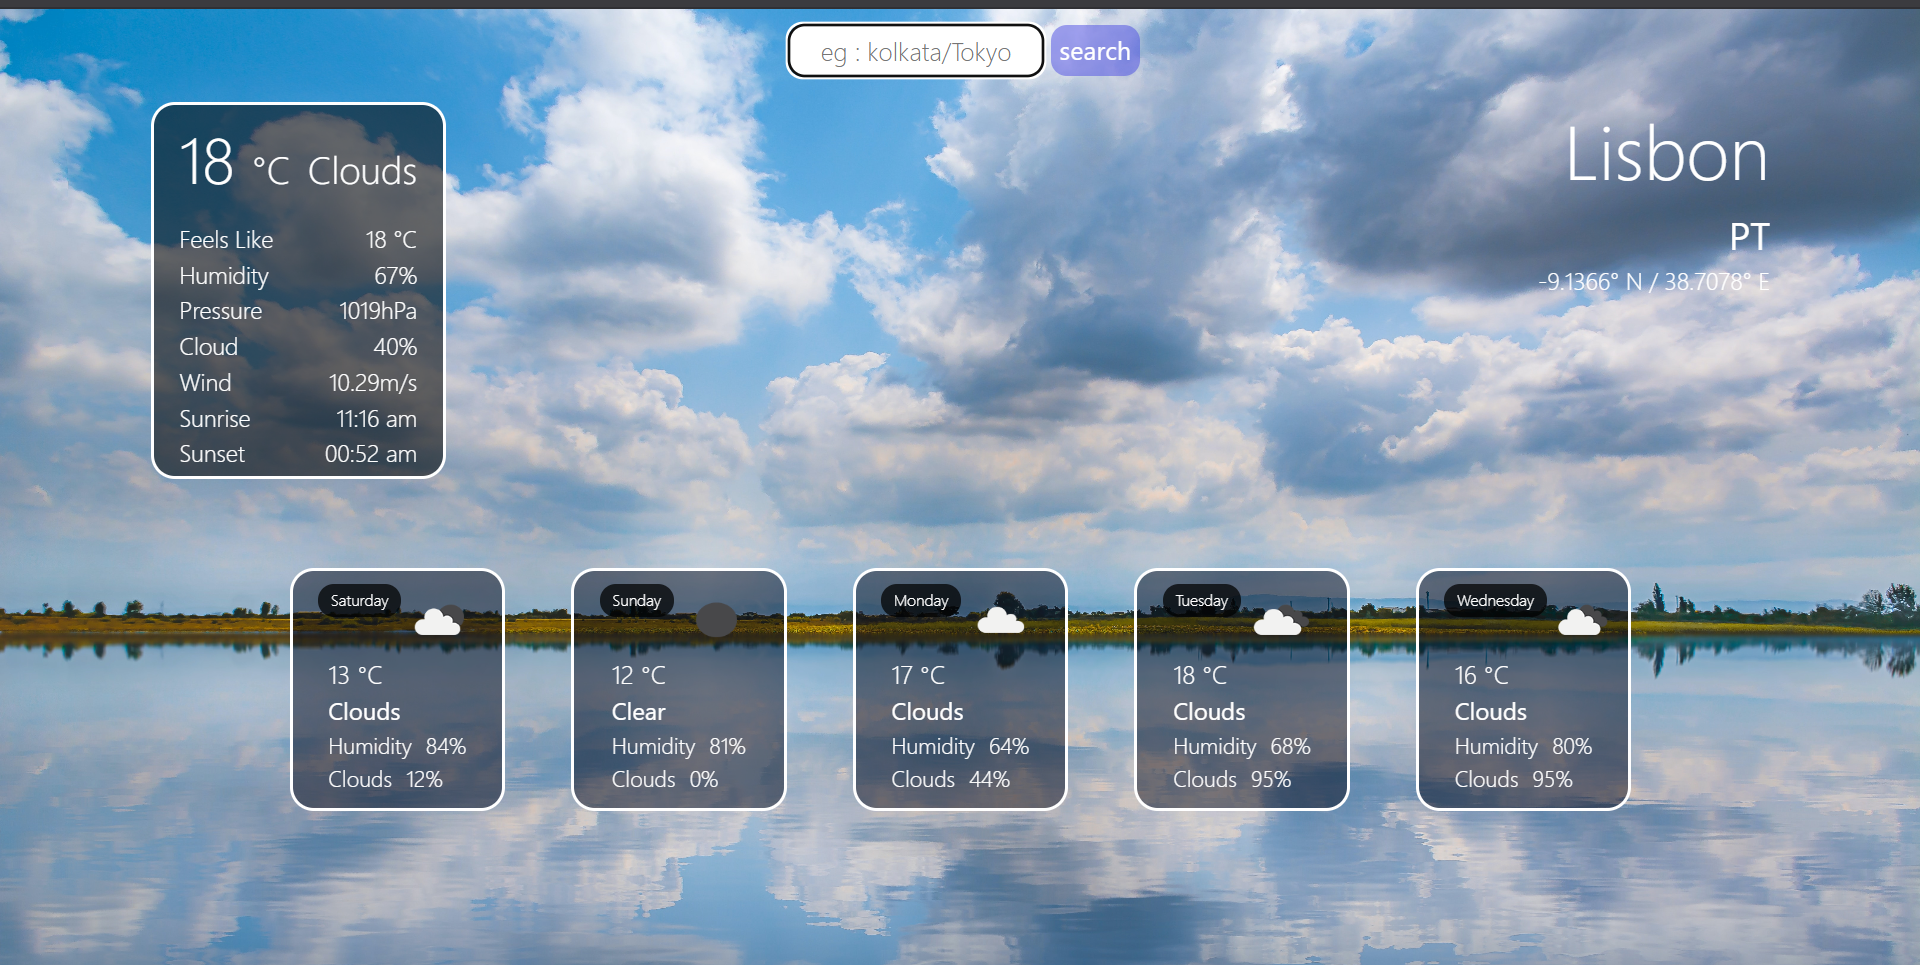 eg : kolkata/Tokyo
search
18 °C Clouds
Feels Like 18 °C
Humidity 67%
Pressure 1019hPa
Cloud 40%
Wind 10.29m/s
Sunrise 11:16 am
Sunset 00:52 am
Lisbon
PT
-9.1366° N / 38.7078° E
Saturday
13 °C
Clouds
Humidity 84%
Clouds 12%
Sunday
12 °C
Clear
Humidity 81%
Clouds 0%
Monday
17 °C
Clouds
Humidity 64%
Clouds 44%
Tuesday
18 °C
Clouds
Humidity 68%
Clouds 95%
Wednesday
16 °C
Clouds
Humidity 80%
Clouds 95%